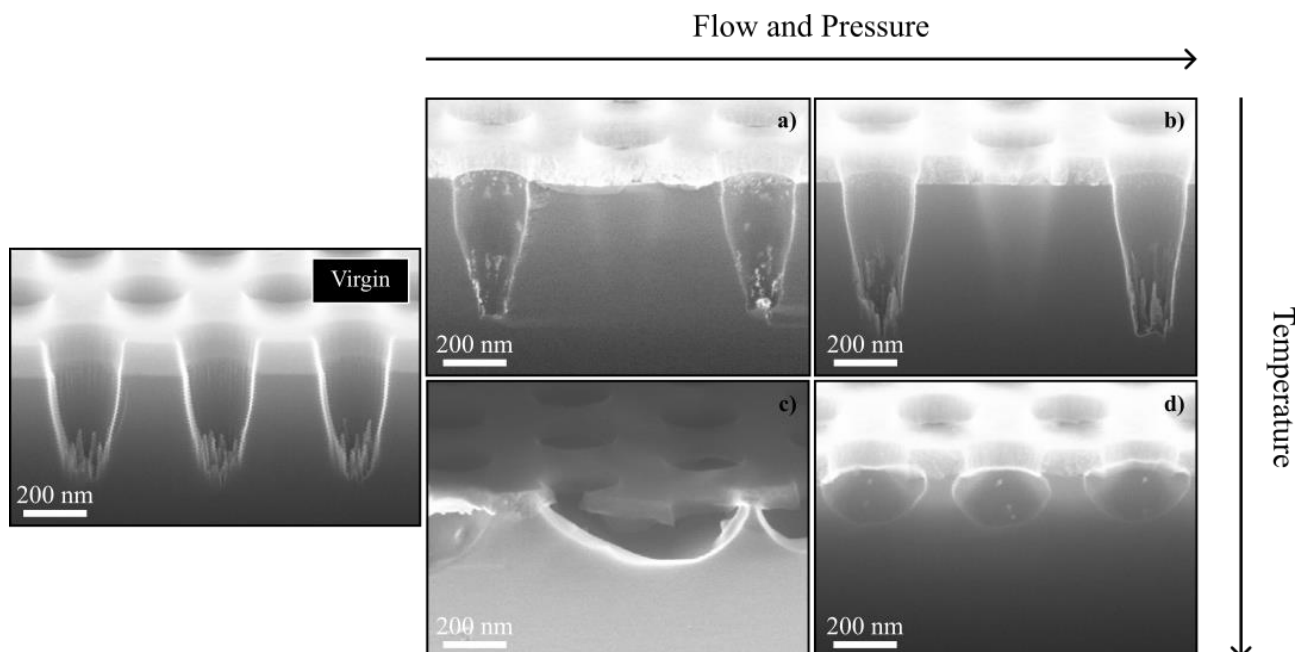 Flow and Pressure
a)
b)
Virgin
200 nm
200 nm
200 nm
c)
d)
200 nm
200 nm
Temperature